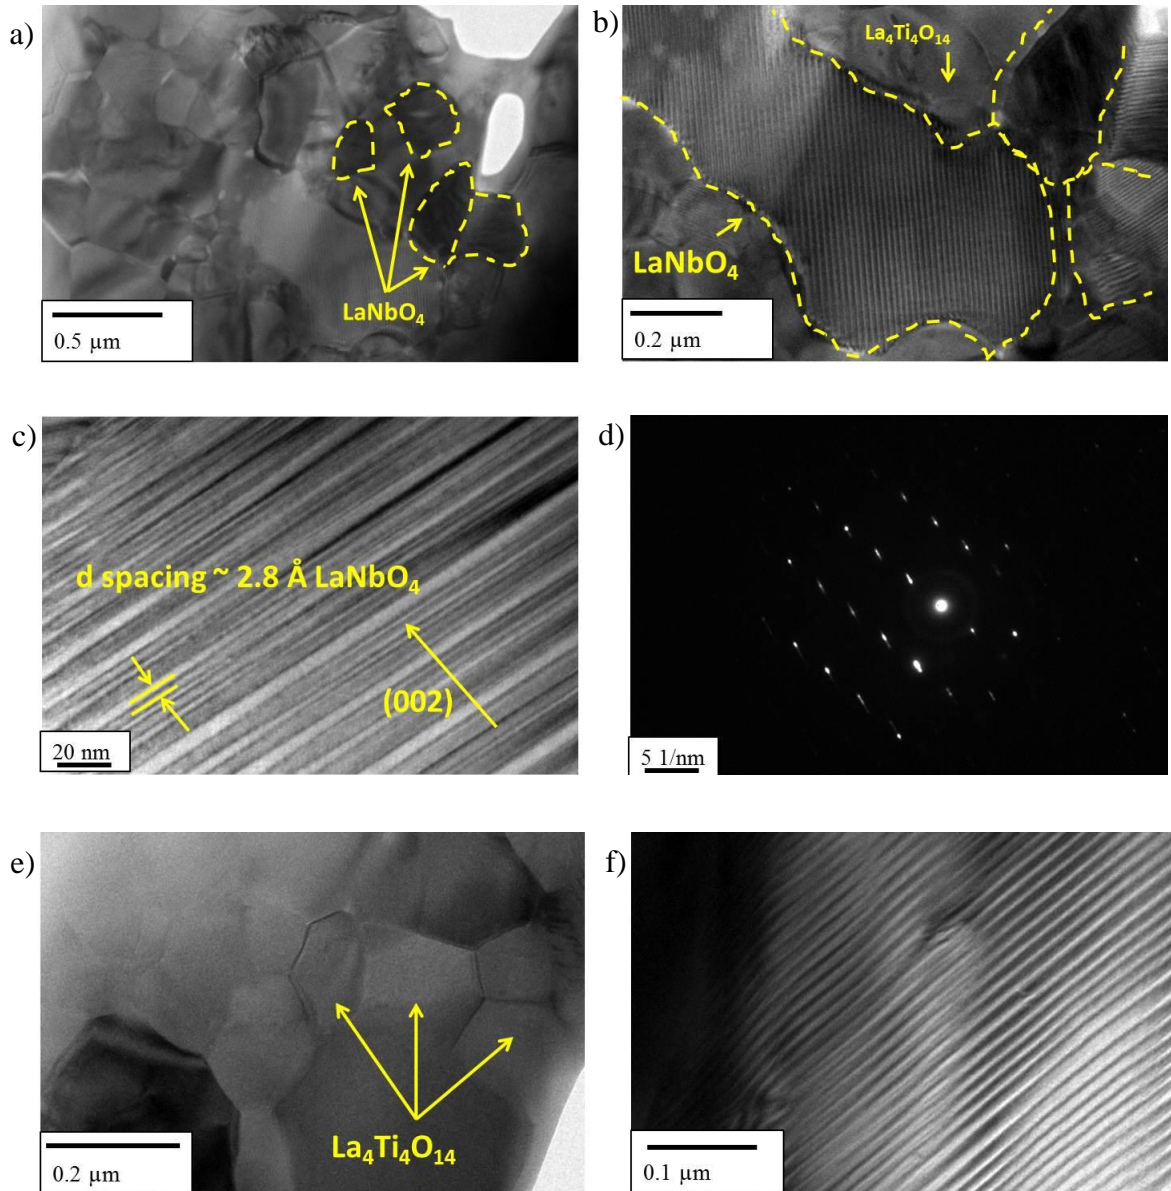 a)
LaNbO₄
0.5 µm
b)
La₄Ti₄O₁₄
LaNbO₄
0.2 µm
c)
d spacing ~ 2.8 Å LaNbO₄
(002)
20 nm
d)
5 1/nm
e)
La₄Ti₄O₁₄
0.2 µm
f)
0.1 µm